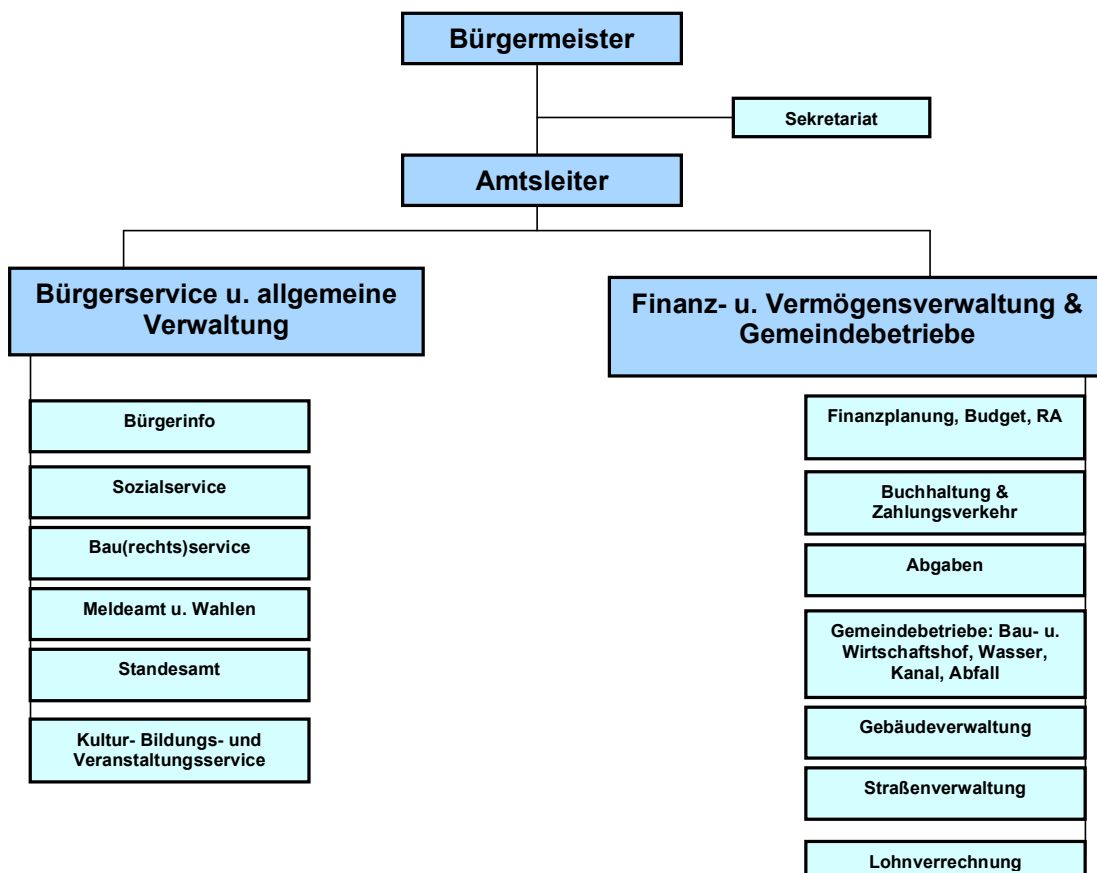 Bürgermeister
Sekretariat
Amtsleiter
Bürgerservice u. allgemeine
Verwaltung
Bürgerinfo
Sozialservice
Bau(rechts)service
Meldeamt u. Wahlen
Standesamt
Kultur- Bildungs- und
Veranstaltungsservice
Finanz- u. Vermögensverwaltung &
Gemeindebetriebe
Finanzplanung, Budget, RA
Buchhaltung &
Zahlungsverkehr
Abgaben
Gemeindebetriebe: Bau- u.
Wirtschaftshof, Wasser,
Kanal, Abfall
Gebäudeverwaltung
Straßenverwaltung
Lohnverrechnung